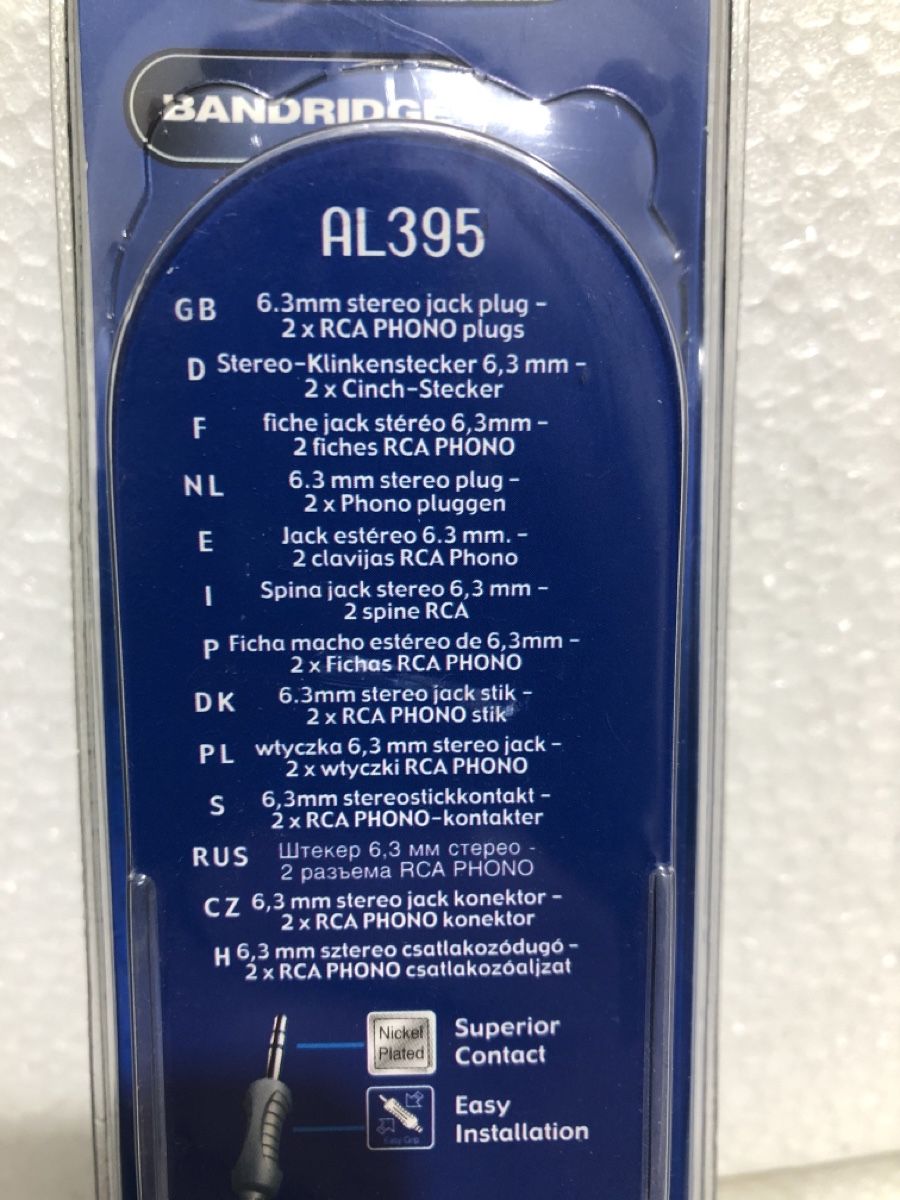 BANDRIDGE
AL395
GB 6.3mm stereo jack plug –
2 x RCA PHONO plugs
D Stereo-Klinkenstecker 6,3 mm –
2 x Cinch-Stecker
F fiche jack stéréo 6,3mm –
2 fiches RCA PHONO
NL 6.3 mm stereo plug –
2 x Phono pluggen
E Jack estéreo 6.3 mm. –
2 clavijas RCA Phono
I Spina jack stereo 6,3 mm –
2 spine RCA
P Ficha macho estéreo de 6,3mm –
2 x Fichas RCA PHONO
DK 6.3mm stereo jack stik –
2 x RCA PHONO stik
PL wtyczka 6,3 mm stereo jack –
2 x wtyczki RCA PHONO
S 6,3mm stereostickkontakt –
2 x RCA PHONO-kontakter
RUS Штекер 6,3 мм стерео -
2 разъема RCA PHONO
CZ 6,3 mm stereo jack konektor –
2 x RCA PHONO konektor
H 6,3 mm sztereo csatlakozódugó –
2 x RCA PHONO csatlakozóaljzat
Nickel
Plated
Superior
Contact
Easy Grip
Easy
Installation